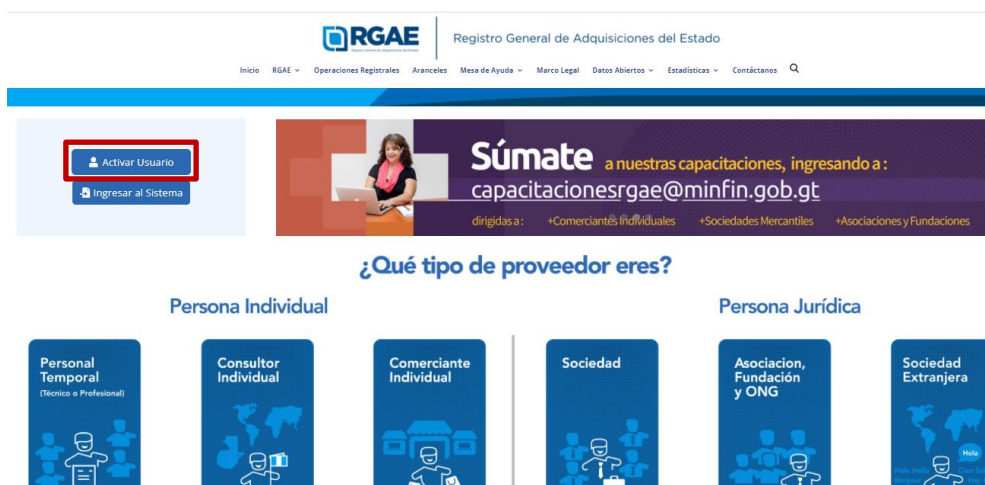 RGAE
Registro General de Adquisiciones del Estado
Inicio RGAE Operaciones Registrales Aranceles Mesa de Ayuda Marco Legal Datos Abiertos Estadísticas Contáctanos
Activar Usuario
Ingresar al Sistema
Súmate a nuestras capacitaciones, ingresando a :
capacitacionesrgae@minfin.gob.gt
dirigidas a : +Comerciantes Individuales +Sociedades Mercantiles +Asociaciones y Fundaciones
¿Qué tipo de proveedor eres?
Persona Individual Persona Jurídica
Personal
Temporal
(Técnico o Profesional)
Consultor
Individual
Comerciante
Individual
Sociedad
Asociacion,
Fundación
y ONG
Sociedad
Extranjera
Hola